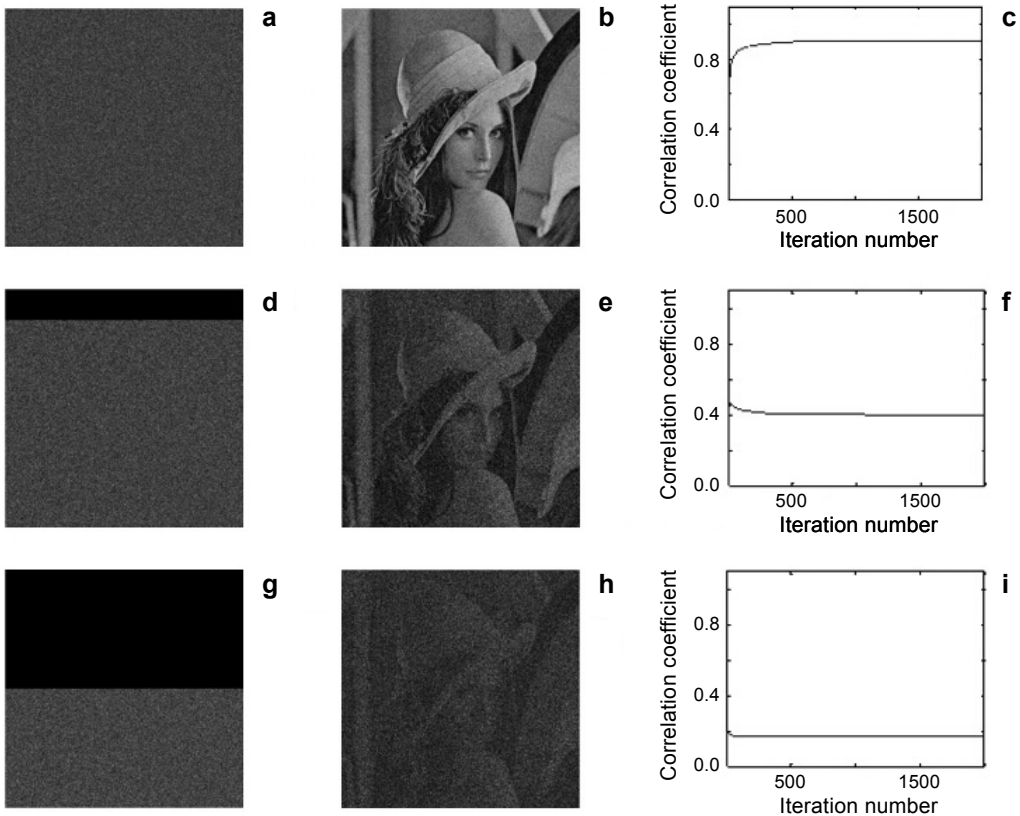 a
b
c
Correlation coefficient
0.8
0.4
0.0
500
1500
Iteration number
d
e
f
Correlation coefficient
0.8
0.4
0.0
500
1500
Iteration number
g
h
i
Correlation coefficient
0.8
0.4
0.0
500
1500
Iteration number